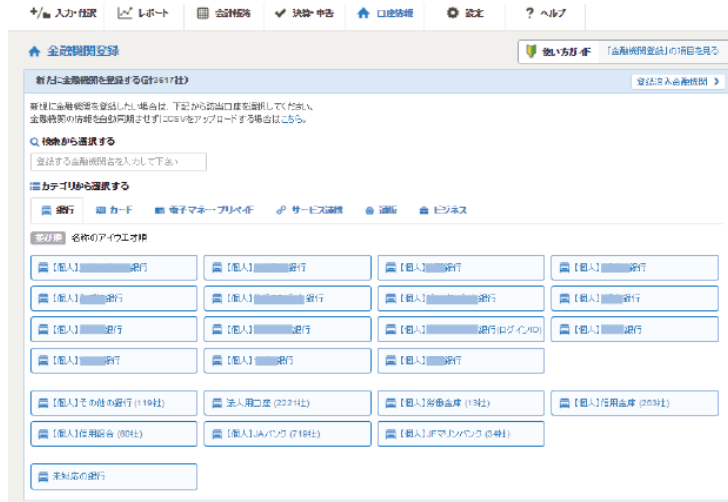 入力・仕訳 レポート 会計帳簿 決算・申告 口座情報 設定 ? ヘルプ
金融機関登録
使い方ガイド 「金融機関登録」の項目を見る
新たに金融機関を登録する(計3617社)
登録済み金融機関
新規に金融機関を登録したい場合は、下記から該当口座を選択してください。
金融機関の情報を自動同期させずにCSVをアップロードする場合はこちら。
検索から選択する
登録する金融機関名を入力して下さい
カテゴリから選択する
銀行 カード 電子マネー・プリペイド サービス連携 通販 ビジネス
並び順 名称のアイウエオ順
【個人】 銀行 【個人】 銀行 【個人】 銀行 【個人】 銀行
【個人】 銀行 【個人】 銀行 【個人】 銀行 【個人】 銀行
【個人】 銀行 【個人】 銀行 【個人】 銀行(ログインID) 【個人】 銀行
【個人】 銀行 【個人】 銀行 【個人】 銀行
【個人】その他の銀行 (119社) 法人用口座 (2221社) 【個人】労働金庫 (13社) 【個人】信用金庫 (263社)
【個人】信用組合 (60社) 【個人】JAバンク (719社) 【個人】JFマリンバンク (34社)
未対応の銀行